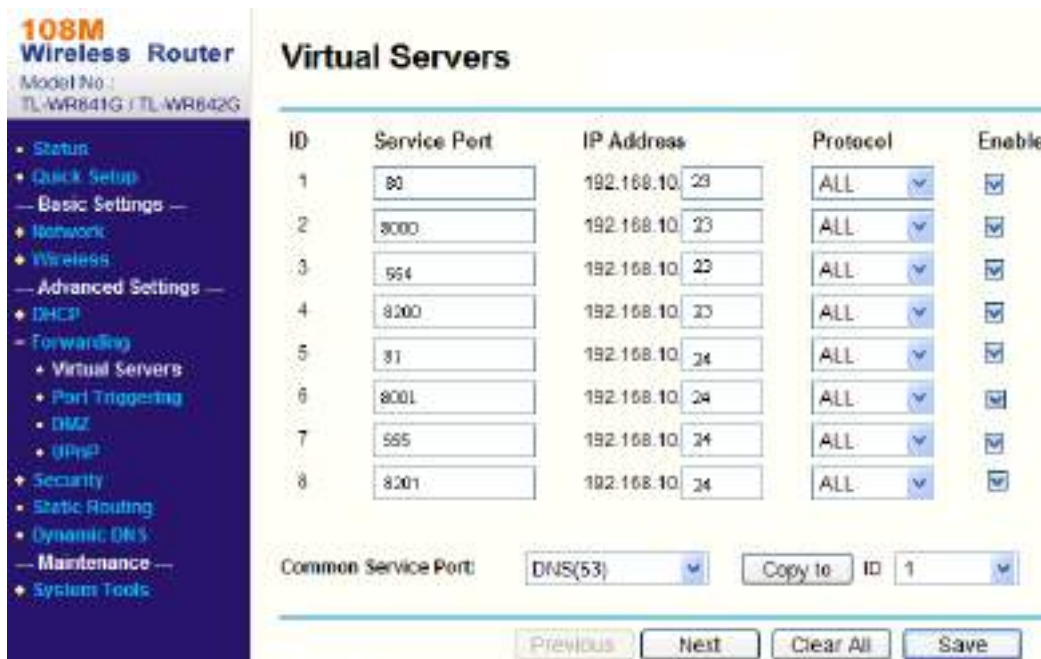 108M
Wireless Router
Model No.:
TL-WR641G / TL-WR642G
Status
Quick Setup
--- Basic Settings ---
Network
Wireless
--- Advanced Settings ---
DHCP
Forwarding
Virtual Servers
Port Triggering
DMZ
UPnP
Security
Static Routing
Dynamic DNS
--- Maintenance ---
System Tools
Virtual Servers
ID Service Port IP Address Protocol Enable
1 80 192.168.10. 23 ALL
2 8000 192.168.10. 23 ALL
3 554 192.168.10. 23 ALL
4 8200 192.168.10. 23 ALL
5 81 192.168.10. 24 ALL
6 8001 192.168.10. 24 ALL
7 555 192.168.10. 24 ALL
8 8201 192.168.10. 24 ALL
Common Service Port: DNS(53) Copy to ID 1
Previous Next Clear All Save